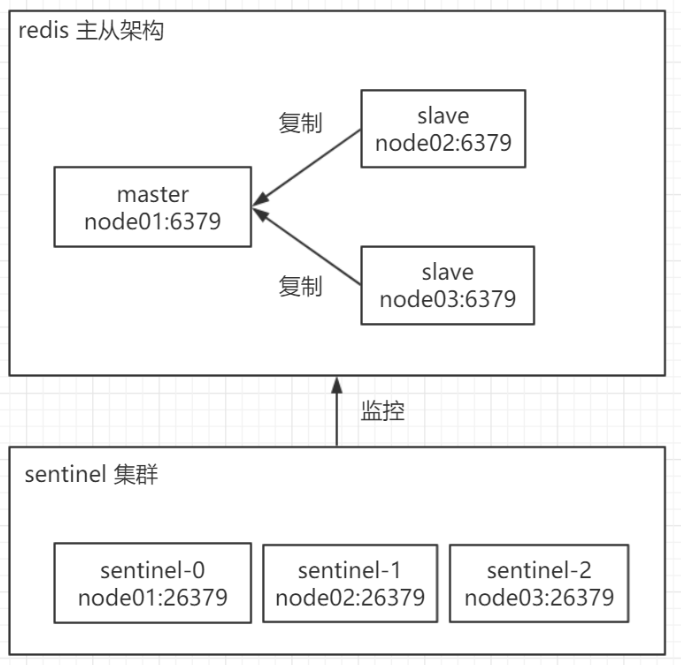 redis 主从架构
slave
node02:6379
复制
master
node01:6379
slave
node03:6379
复制
监控
sentinel 集群
sentinel-0
node01:26379
sentinel-1
node02:26379
sentinel-2
node03:26379